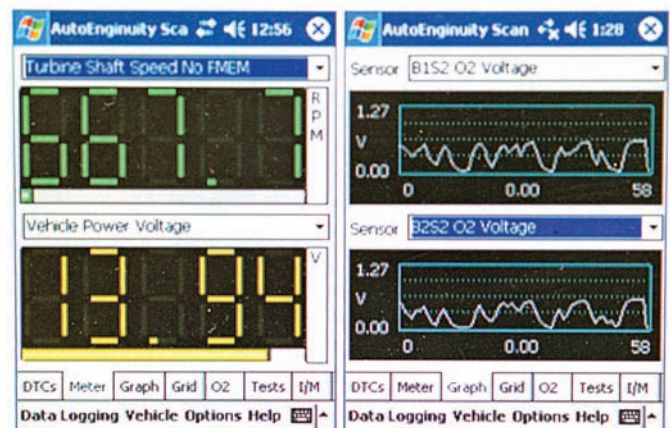 AutoEnginuity Sca 12:56
Turbine Shaft Speed No FMEM
661.7
RPM
Vehicle Power Voltage
13.94
V
DTCs Meter Graph Grid O2 Tests I/M
Data Logging Vehicle Options Help
AutoEnginuity Scan 1:28
Sensor B1S2 O2 Voltage
1.27
V
0.00
0 0.00 58
Sensor B2S2 O2 Voltage
1.27
V
0.00
0 0.00 58
DTCs Meter Graph Grid O2 Tests I/M
Data Logging Vehicle Options Help